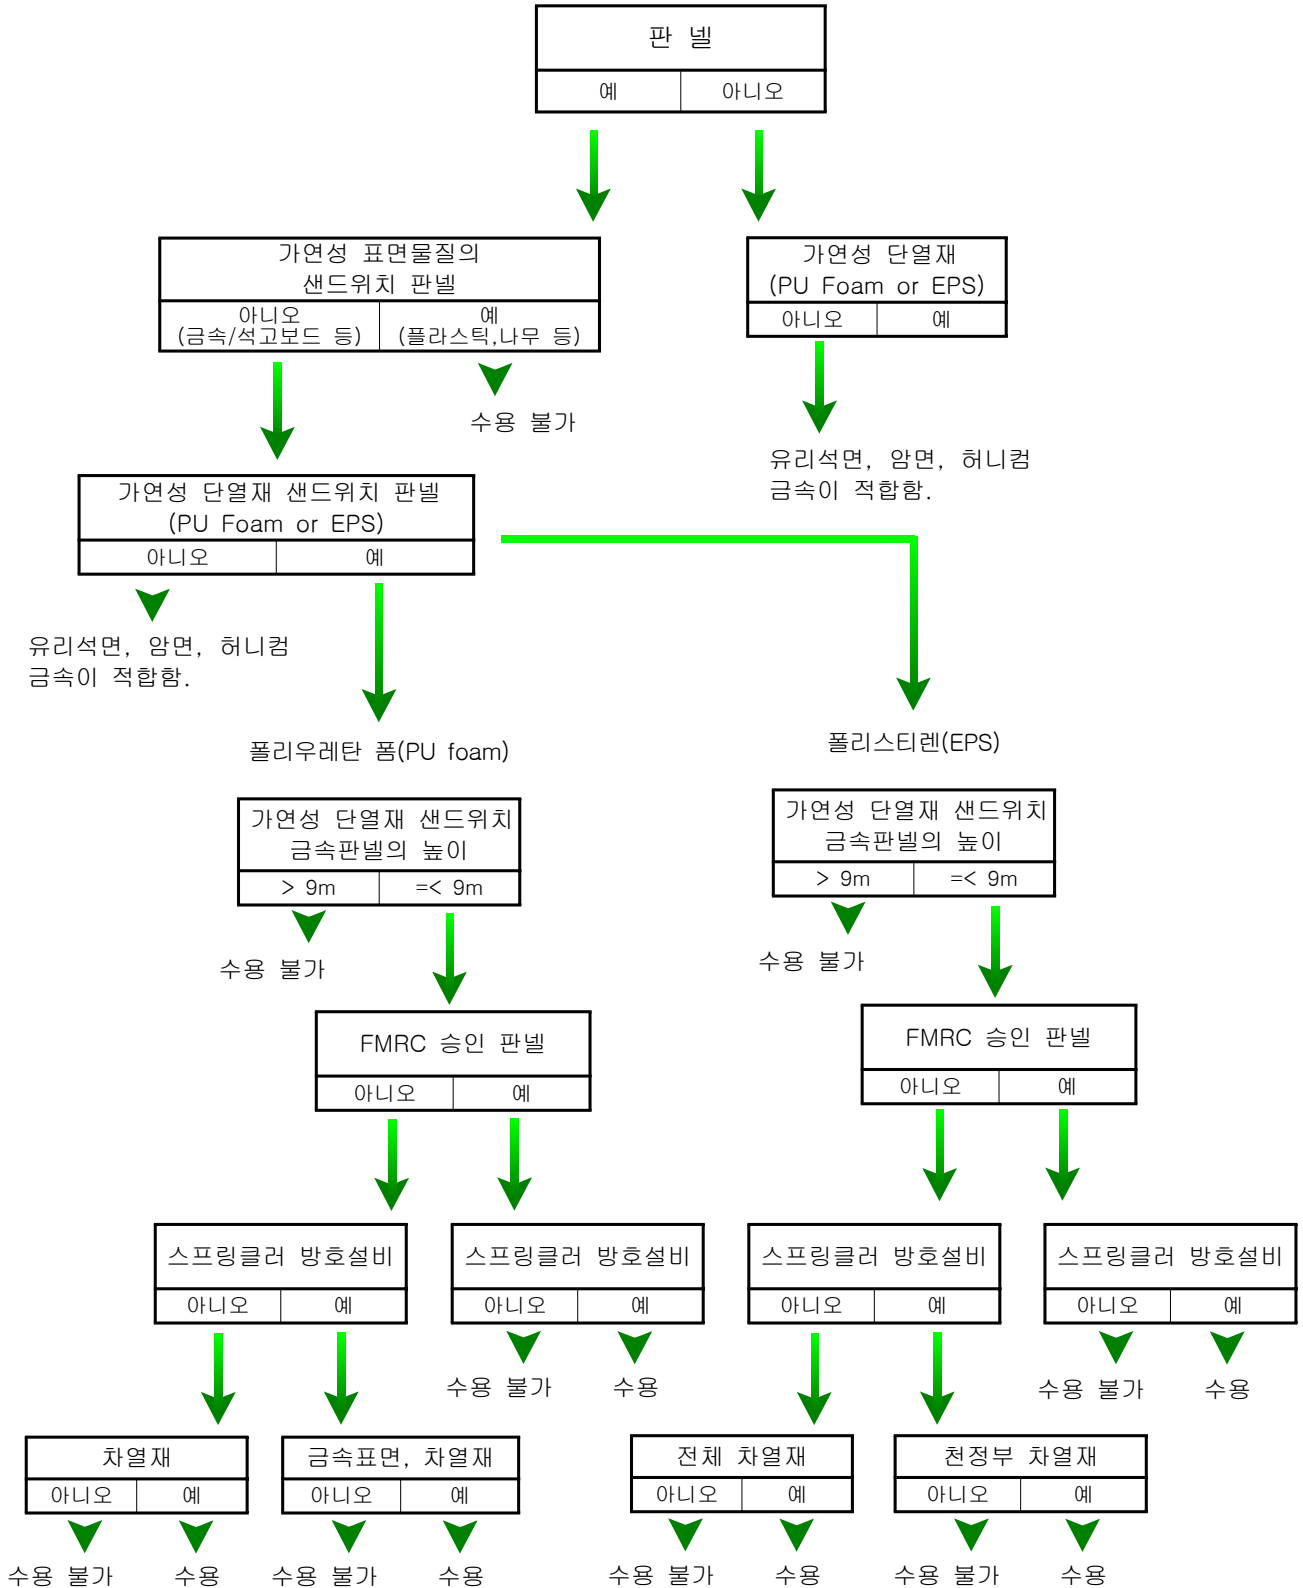 판 넬
예 아니오
가연성 표면물질의
샌드위치 판넬
아니오 예
(금속/석고보드 등) (플라스틱,나무 등)
수용 불가
가연성 단열재
(PU Foam or EPS)
아니오 예
유리석면, 암면, 허니컴
금속이 적합함.
가연성 단열재 샌드위치 판넬
(PU Foam or EPS)
아니오 예
유리석면, 암면, 허니컴
금속이 적합함.
폴리우레탄 폼(PU foam)
폴리스티렌(EPS)
가연성 단열재 샌드위치
금속판넬의 높이
> 9m =< 9m
수용 불가
가연성 단열재 샌드위치
금속판넬의 높이
> 9m =< 9m
수용 불가
FMRC 승인 판넬
아니오 예
FMRC 승인 판넬
아니오 예
스프링클러 방호설비
아니오 예
스프링클러 방호설비
아니오 예
수용 불가 수용
스프링클러 방호설비
아니오 예
스프링클러 방호설비
아니오 예
수용 불가 수용
차열재
아니오 예
수용 불가 수용
금속표면, 차열재
아니오 예
수용 불가 수용
전체 차열재
아니오 예
수용 불가 수용
천정부 차열재
아니오 예
수용 불가 수용